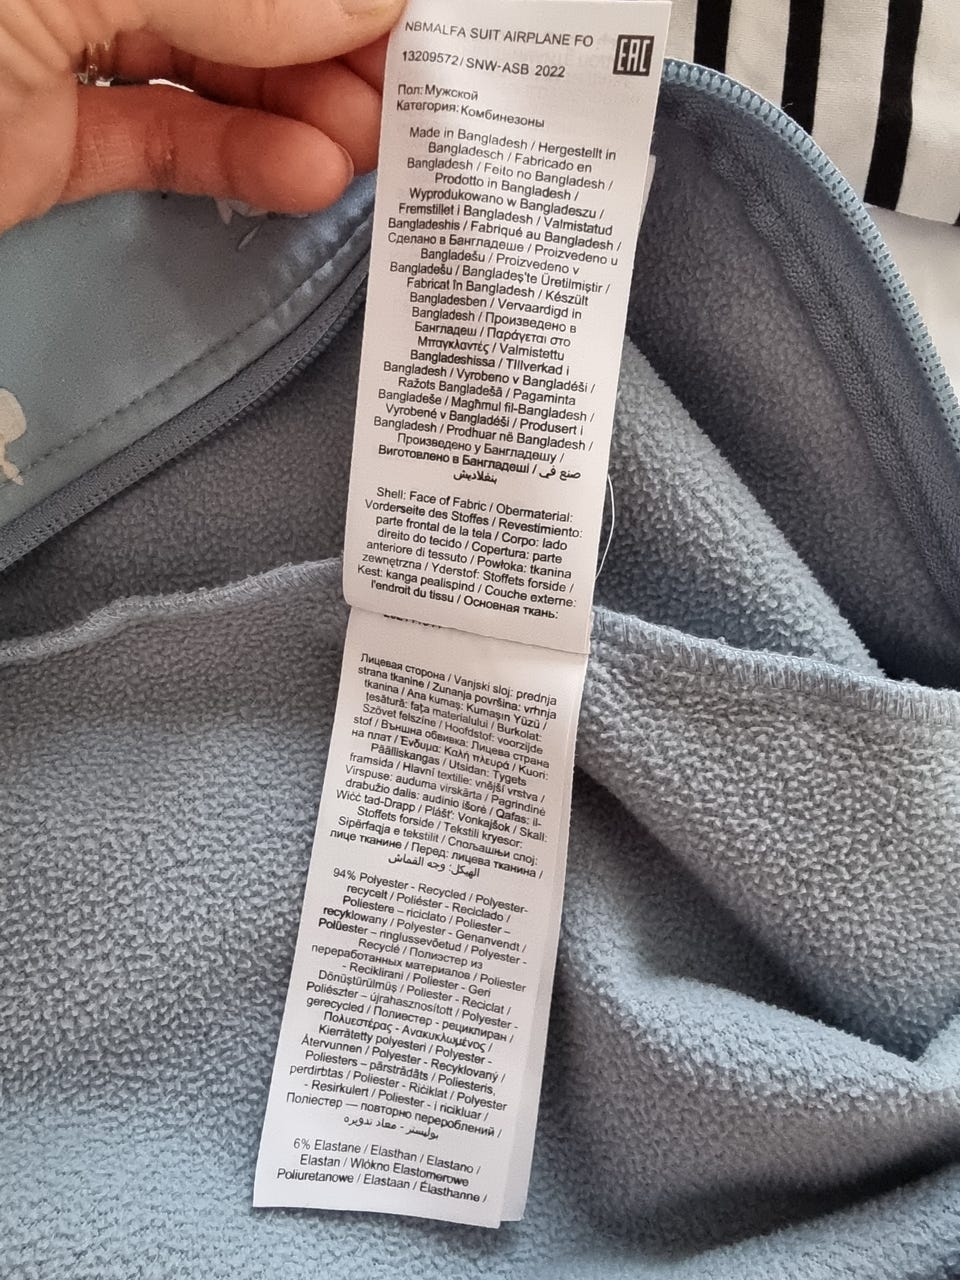 NBMALFA SUIT AIRPLANE FO
EAC
13209572/SNW-ASB 2022
Пол: Мужской
Категория: Комбинезоны
Made in Bangladesh / Hergestellt in
Bangladesch / Fabricado en
Bangladesh / Feito no Bangladesh /
Prodotto in Bangladesh /
Wyprodukowano w Bangladeszu /
Fremstillet i Bangladesh / Valmistatud
Bangladeshis / Fabriqué au Bangladesh /
Сделано в Бангладеше / Proizvedeno u
Bangladešu / Proizvedeno v
Bangladešu / Bangladeş'te Üretilmiştir /
Fabricat în Bangladesh / Készült
Bangladesben / Vervaardigd in
Bangladesh / Произведено в
Бангладеш / Παράγεται στο
Μπαγκλαντές / Valmistettu
Bangladeshissa / Tillverkad i
Bangladesh / Vyrobeno v Bangladéši /
Ražots Bangladešā / Pagaminta
Bangladeše / Magħmul fil-Bangladesh /
Vyrobené v Bangladéši / Produsert i
Bangladesh / Prodhuar në Bangladesh /
Произведено у Бангладешу /
Виготовлено в Бангладеші / صنع في
بنغلاديش
Shell: Face of Fabric / Obermaterial:
Vorderseite des Stoffes / Revestimiento:
parte frontal de la tela / Corpo: lado
direito do tecido / Copertura: parte
anteriore di tessuto / Powłoka: tkanina
zewnętrzna / Yderstof: Stoffets forside /
Kest: kanga pealispind / Couche externe:
l'endroit du tissu / Основная ткань:
Лицевая сторона / Vanjski sloj: prednja
strana tkanine / Zunanja površina: vrhnja
tkanina / Ana kumaş: Kumaşın Yüzü /
Burkolat:
ţesătură: faţa materialului /
Szövet felszíne / Hoofdstof: voorzijde
stof / Външна обвивка: Лицева страна
на плат / Ένδυμα: Καλή πλευρά / Kuori:
Päälliskangas / Utsidan: Tygets
framsida / Hlavní textilie: vnější vrstva /
Virspuse: auduma virskārta / Pagrindinė
drabužio dalis: audinio išorė / Qafas: il-
Wiċċ tad-Drapp / Plášť: Vonkajšok / Skall:
Stoffets forside / Tekstili kryesor:
Sipërfaqja e tekstilit / Спољашњи слој:
лице тканине / Перед: лицева тканина /
الهيكل: وجه القماش
94% Polyester - Recycled / Polyester-
recycelt / Poliéster - Reciclado /
Poliestere – riciclato / Poliester –
recyklowany / Polyester - Genanvendt /
Polüester – ringlussevõetud / Polyester -
Recyclé / Полиэстер из
переработанных материалов / Poliester
- Reciklirani / Poliester - Geri
Dönüştürülmüş / Poliester - Reciclat /
Poliészter – újrahasznosított / Polyester -
gerecycled / Полиестер - рециклиран /
Πολυεστέρας - Ανακυκλωμένος /
Kierrätetty polyesteri / Polyester -
Återvunnen / Polyester - Recyklovaný /
Poliesters – pārstrādāts / Poliesteris,
perdirbtas / Poliester - Riċiklat / Polyester
- Resirkulert / Poliester - i ricikluar /
Поліестер — повторно перероблений /
بوليستر - معاد تدويره
6% Elastane / Elasthan / Elastano /
Elastan / Włókno Elastomerowe
Poliuretanowe / Elastaan / Élasthanne /